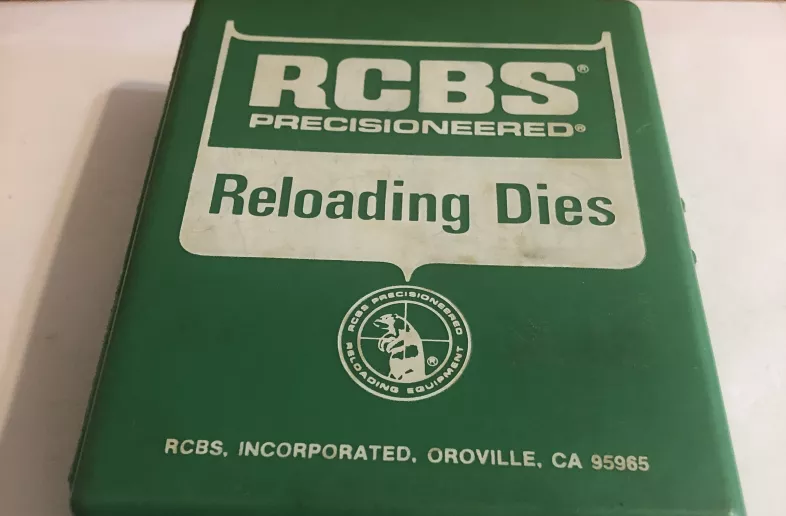 RCBS®
PRECISIONEERED®
Reloading Dies
RCBS PRECISIONEERED
®
RELOADING EQUIPMENT
RCBS, INCORPORATED, OROVILLE, CA 95965